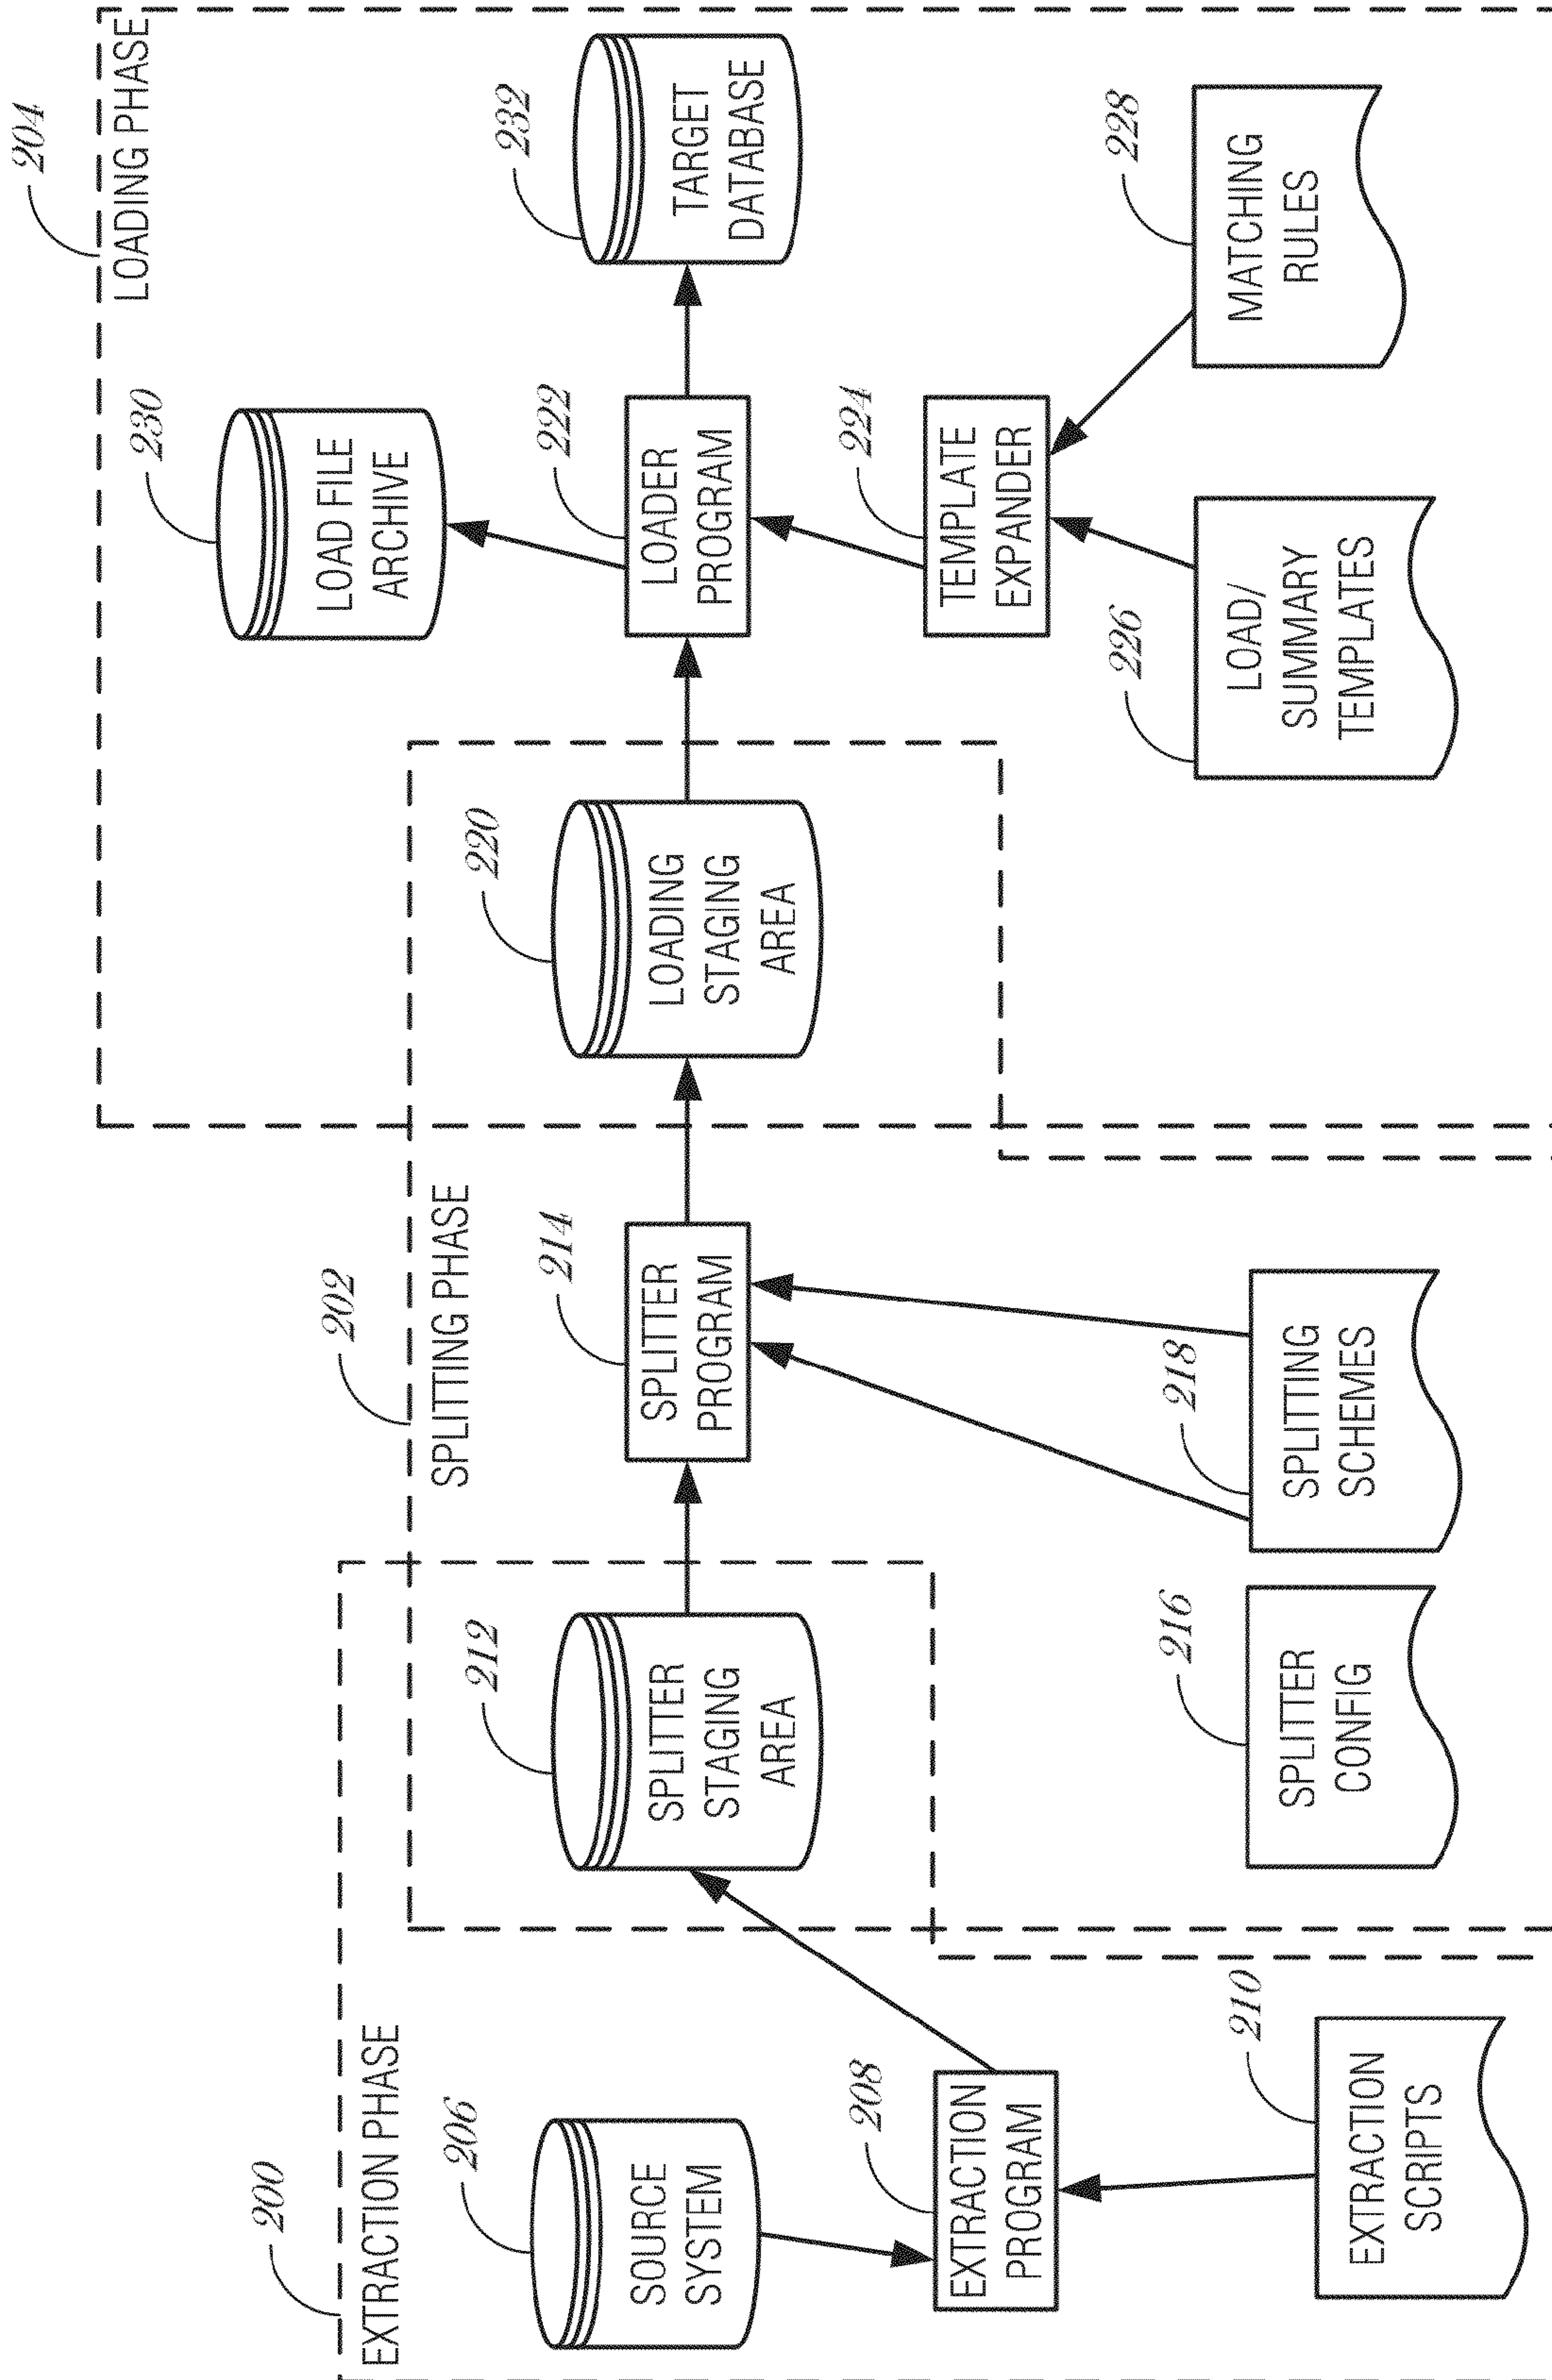 200
EXTRACTION PHASE
206
SOURCE
SYSTEM
208
EXTRACTION
PROGRAM
210
EXTRACTION
SCRIPTS
202
SPLITTING PHASE
212
SPLITTER
STAGING
AREA
214
SPLITTER
PROGRAM
216
SPLITTER
CONFIG
218
SPLITTING
SCHEMES
204
LOADING PHASE
220
LOADING
STAGING
AREA
230
LOAD FILE
ARCHIVE
222
LOADER
PROGRAM
232
TARGET
DATABASE
224
TEMPLATE
EXPANDER
226
LOAD/
SUMMARY
TEMPLATES
228
MATCHING
RULES